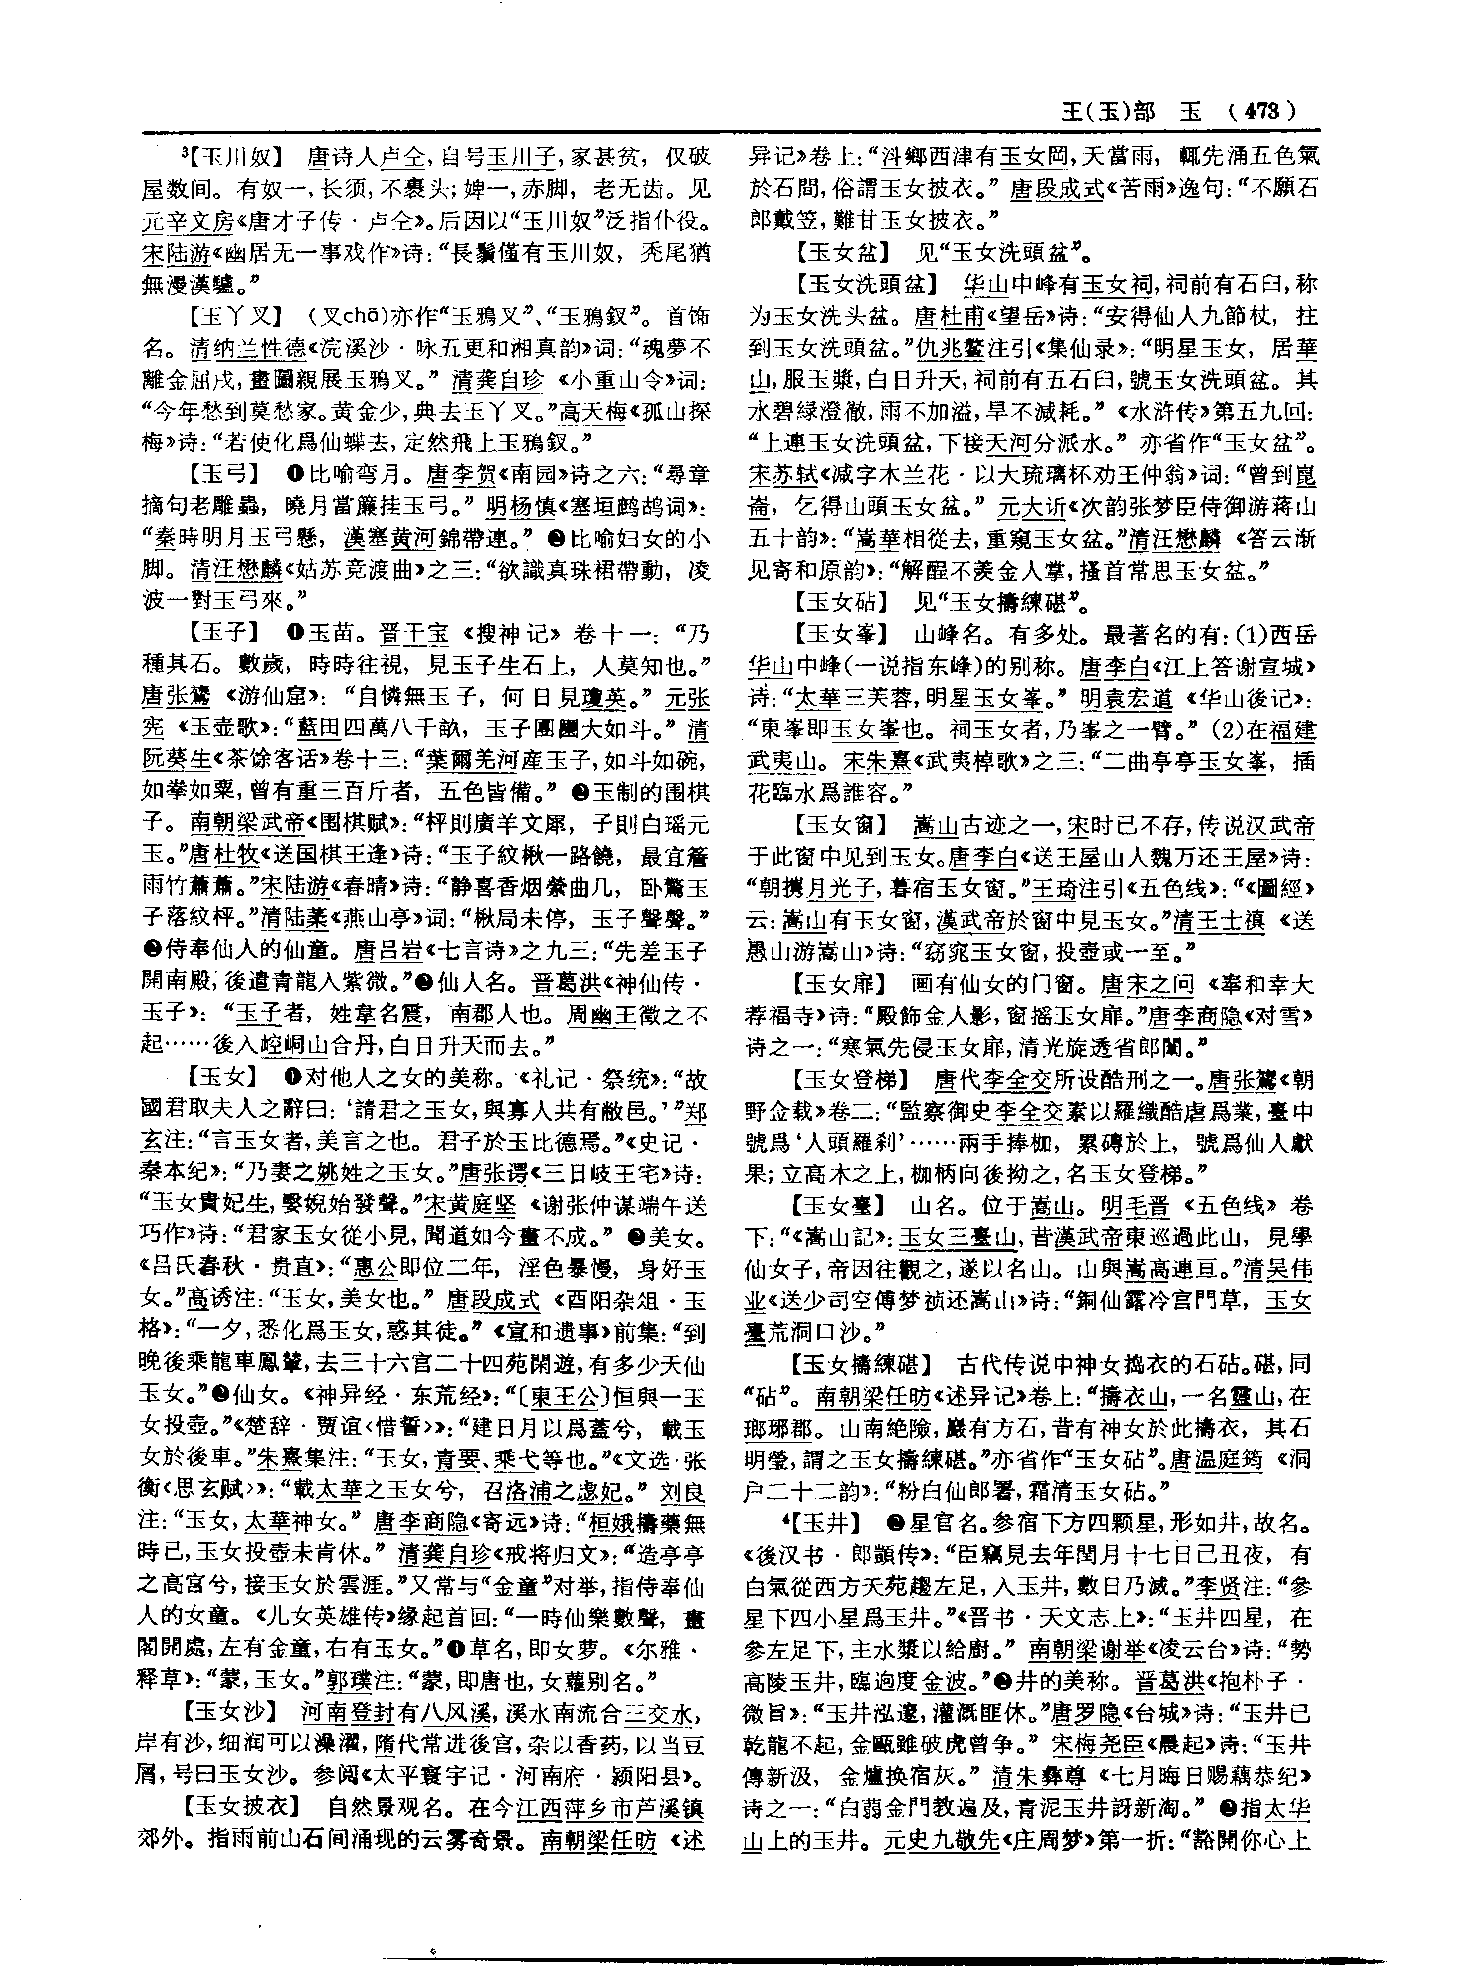 王(玉)部　玉　(473)
³【玉川奴】　唐诗人卢仝,自号玉川子,家甚贫，仅破
屋数间。有奴一,长须,不裹头;婢一,赤脚，老无齿。见
元辛文房《唐才子传·卢仝》。后因以“玉川奴”泛指仆役。
宋陆游《幽居无一事戏作》诗:“長鬚僅有玉川奴，禿尾猶
無漫漢驢。”
【玉丫叉】　(叉chā)亦作“玉鴉叉”、“玉鴉釵”。首饰
名。清纳兰性德《浣溪沙·咏五更和湘真韵》词:“魂夢不
離金屈戌,畫圖親展玉鴉叉。”清龚自珍《小重山令》词:
“今年愁到莫愁家。黄金少,典去玉丫叉。”高天梅《孤山探
梅》诗:“若使化爲仙蝶去,定然飛上玉鴉釵。”
【玉弓】　❶比喻弯月。唐李贺《南园》诗之六:“尋章
摘句老雕蟲，曉月當簾挂玉弓。”明杨慎《塞垣鹧鸪词》:
“秦時明月玉弓懸，漢塞黄河錦帶連。”❷比喻妇女的小
脚。清汪懋麟《姑苏竞渡曲》之三:“欲識真珠裙帶動，凌
波一對玉弓來。”
【玉子】　❶玉苗。晋干宝《搜神记》卷十一:“乃
種其石。數歲，時時往視，見玉子生石上，人莫知也。”
唐张鷟《游仙窟》:“自憐無玉子，何日見瓊英。”元张
宪《玉壶歌》:“藍田四萬八千畝，玉子團團大如斗。”清
阮葵生《茶馀客话》卷十三:“葉爾羌河産玉子,如斗如碗，
如拳如粟,曾有重三百斤者，五色皆備。”❷玉制的围棋
子。南朝梁武帝《围棋赋》:“枰則廣羊文犀，子則白瑶元
玉。”唐杜牧《送国棋王逢》诗:“玉子紋楸一路饒，最宜簷
雨竹蕭蕭。”宋陆游《春晴》诗:“静喜香烟縈曲几，卧驚玉
子落紋枰。”清陆棻《燕山亭》词:“楸局未停，玉子聲聲。”
❷侍奉仙人的仙童。唐吕岩《七言诗》之九三:“先差玉子
開南殿,後遣青龍入紫微。”❷仙人名。晋葛洪《神仙传·
玉子》:“玉子者，姓章名震，南郡人也。周幽王徵之不
起……後入崆峒山合丹,白日升天而去。”
【玉女】　❶对他人之女的美称。《礼记·祭统》:“故
國君取夫人之辭曰:‘請君之玉女,與寡人共有敝邑。’”郑
玄注:“言玉女者,美言之也。君子於玉比德焉。”《史记·
秦本纪》:“乃妻之姚姓之玉女。”唐张谔《三日岐王宅》诗:
“玉女貴妃生,嫛婗始發聲。”宋黄庭坚《谢张仲谋端午送
巧作》诗:“君家玉女從小見,聞道如今畫不成。”❷美女。
《吕氏春秋·贵直》:“惠公即位二年，淫色暴慢，身好玉
女。”高诱注:“玉女,美女也。”唐段成式《酉阳杂俎·玉
格》:“一夕,悉化爲玉女,惑其徒。”《宣和遗事》前集:“到
晚後乘龍車鳳輦,去三十六宫二十四苑閑遊,有多少天仙
玉女。”❷仙女。《神异经·东荒经》:“〔東王公〕恒與一玉
女投壺。”《楚辞·贾谊〈惜誓〉》:“建日月以爲蓋兮，載玉
女於後車。”朱熹集注:“玉女,青要、乘弋等也。”《文选·张
衡〈思玄赋〉》:“載太華之玉女兮，召洛浦之虙妃。”刘良
注:“玉女,太華神女。”唐李商隐《寄远》诗:“桓娥擣藥無
時已,玉女投壺未肯休。”清龚自珍《戒将归文》:“造亭亭
之高宫兮,接玉女於雲涯。”又常与“金童”对举,指侍奉仙
人的女童。《儿女英雄传》缘起首回:“一時仙樂數聲，畫
閣開處,左有金童,右有玉女。”❶草名,即女萝。《尔雅·
释草》:“蒙,玉女。”郭璞注:“蒙,即唐也,女蘿别名。”
【玉女沙】　河南登封有八风溪,溪水南流合三交水，
岸有沙,细润可以澡濯,隋代常进後宫,杂以香药,以当豆
屑,号曰玉女沙。参阅《太平寰宇记·河南府·颍阳县》。
【玉女披衣】　自然景观名。在今江西萍乡市芦溪镇
郊外。指雨前山石间涌现的云雾奇景。南朝梁任昉《述
异记》卷上:“泙鄉西津有玉女岡,天當雨，輒先涌五色氣
於石間,俗謂玉女披衣。”唐段成式《苦雨》逸句:“不願石
郎戴笠,難甘玉女披衣。”
【玉女盆】　见“玉女洗頭盆”。
【玉女洗頭盆】　华山中峰有玉女祠,祠前有石臼,称
为玉女洗头盆。唐杜甫《望岳》诗:“安得仙人九節杖，拄
到玉女洗頭盆。”仇兆鳌注引《集仙录》:“明星玉女，居華
山,服玉漿,白日升天,祠前有五石臼,號玉女洗頭盆。其
水碧緑澄徹,雨不加溢,旱不減耗。”《水浒传》第五九回:
“上連玉女洗頭盆,下接天河分派水。”亦省作“玉女盆”。
宋苏轼《减字木兰花·以大琉璃杯劝王仲翁》词:“曾到崑
崙，乞得山頭玉女盆。”元大䜣《次韵张梦臣侍御游蒋山
五十韵》:“嵩華相從去,重窺玉女盆。”清汪懋麟《答云渐
见寄和原韵》:“解酲不羡金人掌,搔首常思玉女盆。”
【玉女砧】　见“玉女擣練碪”。
【玉女峯】　山峰名。有多处。最著名的有:(1)西岳
华山中峰(一说指东峰)的别称。唐李白《江上答谢宣城》
诗:“太華三芙蓉,明星玉女峯。”明袁宏道《华山後记》:
“東峯即玉女峯也。祠玉女者,乃峯之一臂。”(2)在福建
武夷山。宋朱熹《武夷棹歌》之三:“二曲亭亭玉女峯，插
花臨水爲誰容。”
【玉女窗】　嵩山古迹之一,宋时已不存,传说汉武帝
于此窗中见到玉女。唐李白《送王屋山人魏万还王屋》诗:
“朝攜月光子,暮宿玉女窗。”王琦注引《五色线》:“《圖經》
云:嵩山有玉女窗,漢武帝於窗中見玉女。”清王士禛《送
愚山游嵩山》诗:“窈窕玉女窗,投壺或一至。”
【玉女扉】　画有仙女的门窗。唐宋之问《奉和幸大
荐福寺》诗:“殿飾金人影,窗摇玉女扉。”唐李商隐《对雪》
诗之一:“寒氣先侵玉女扉,清光旋透省郎闈。”
【玉女登梯】　唐代李全交所设酷刑之一。唐张鷟《朝
野佥载》卷二:“監察御史李全交素以羅織酷虐爲業,臺中
號爲‘人頭羅刹’……兩手捧枷，累磚於上，號爲仙人獻
果;立高木之上,枷柄向後拗之,名玉女登梯。”
【玉女臺】　山名。位于嵩山。明毛晋《五色线》卷
下:“《嵩山記》:玉女三臺山,昔漢武帝東巡過此山，見學
仙女子,帝因往觀之,遂以名山。山與嵩高連亘。”清吴伟
业《送少司空傅梦祯还嵩山》诗:“銅仙露冷宫門草，玉女
臺荒洞口沙。”
【玉女擣練碪】　古代传说中神女捣衣的石砧。碪,同
“砧”。南朝梁任昉《述异记》卷上:“擣衣山,一名靈山,在
瑯琊郡。山南絶險,巖有方石,昔有神女於此擣衣，其石
明瑩,謂之玉女擣練碪。”亦省作“玉女砧”。唐温庭筠《洞
户二十二韵》:“粉白仙郎署,霜清玉女砧。”
⁴【玉井】　❷星官名。参宿下方四颗星,形如井,故名。
《後汉书·郎顗传》:“臣竊見去年閏月十七日己丑夜，有
白氣從西方天苑趨左足,入玉井,數日乃滅。”李贤注:“參
星下四小星爲玉井。”《晋书·天文志上》:“玉井四星，在
參左足下,主水漿以給廚。”南朝梁谢举《凌云台》诗:“勢
高陵玉井,臨迥度金波。”❷井的美称。晋葛洪《抱朴子·
微旨》:“玉井泓邃,灌溉匪休。”唐罗隐《台城》诗:“玉井已
乾龍不起,金甌雖破虎曾争。”宋梅尧臣《晨起》诗:“玉井
傳新汲，金爐换宿灰。”清朱彝尊《七月晦日赐藕恭纪》
诗之一:“白蒻金門教遍及,青泥玉井訝新淘。”❷指太华
山上的玉井。元史九敬先《庄周梦》第一折:“豁開你心上